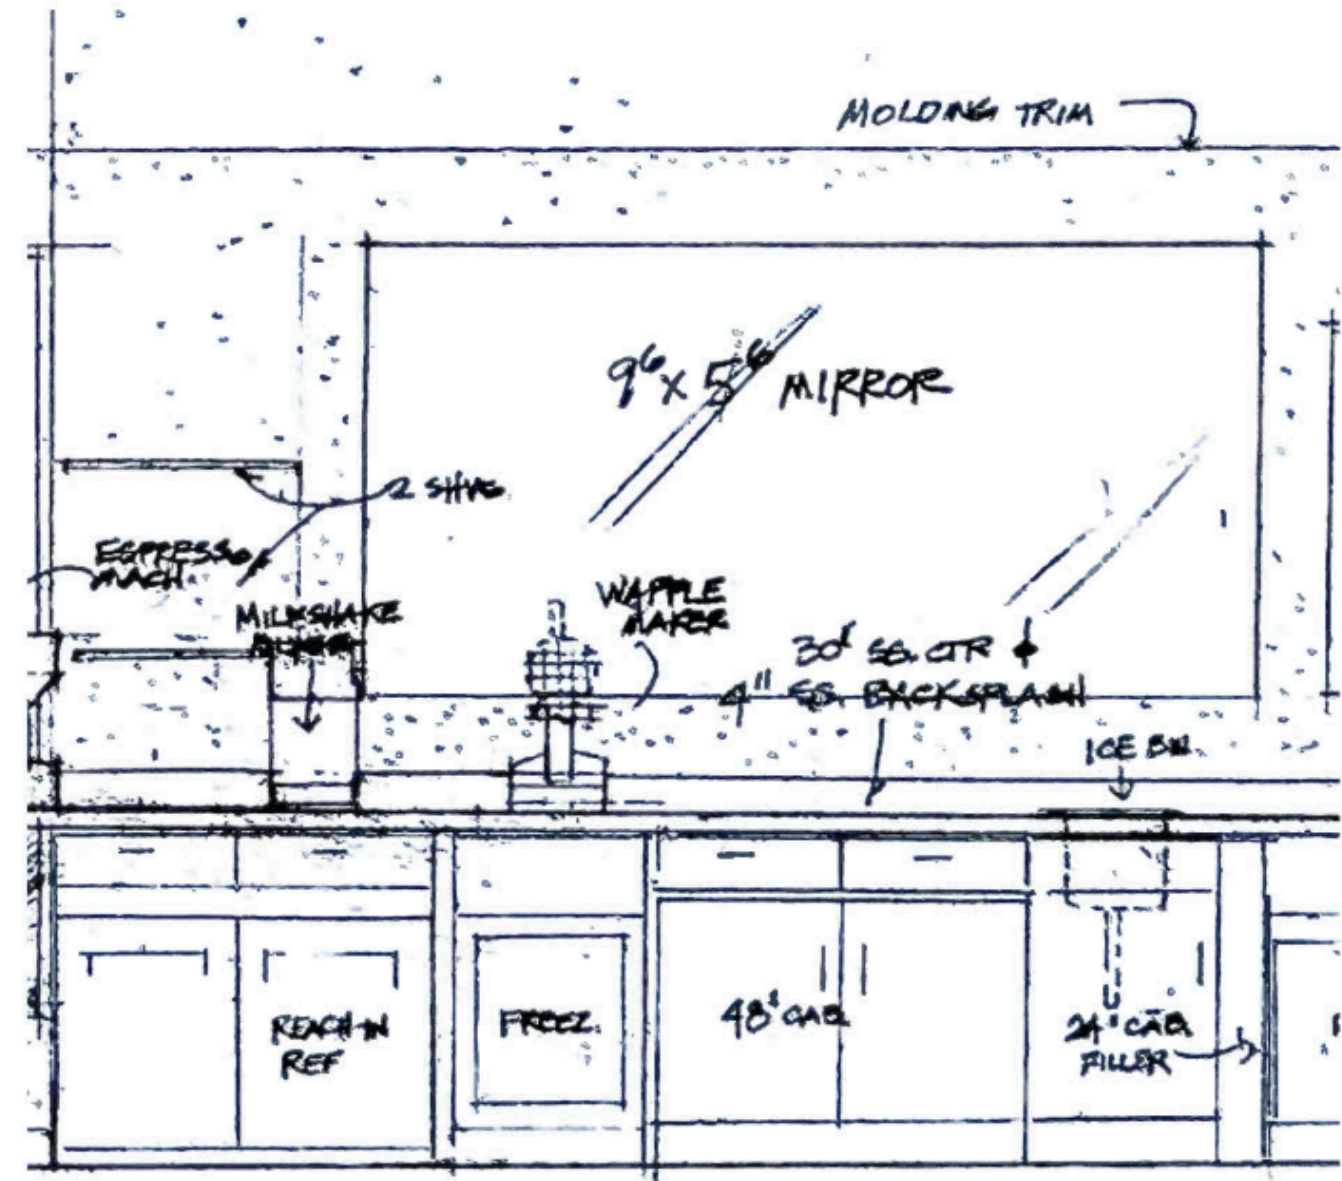 MOLDING TRIM
9⁶ x 5⁶ MIRROR
2 SHVS
ESPRESSO
MACH.
MILKSHAKE
WAFFLE
MAKER
30" SS. CTR &
4" SS. BACKSPLASH
ICE BIN
REACH-IN
REF
FREEZ.
48" CAB.
24" CAB.
FILLER